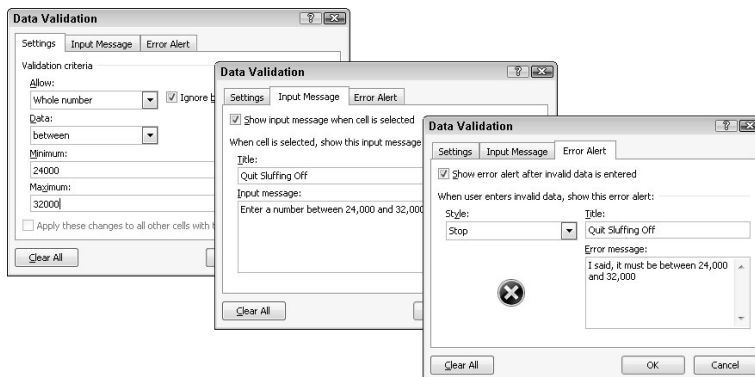 Data Validation
Settings
Input Message
Error Alert
Validation criteria
Allow:
Whole number
Ignore
Data:
between
Minimum:
24000
Maximum:
32000
Apply these changes to all other cells with
Clear All
Data Validation
Settings
Input Message
Error Alert
Show input message when cell is selected
When cell is selected, show this input message
Title:
Quit Sluffing Off
Input message:
Enter a number between 24,000 and 32,000
Clear All
Data Validation
Settings
Input Message
Error Alert
Show error alert after invalid data is entered
When user enters invalid data, show this error alert:
Style:
Title:
Stop
Quit Sluffing Off
Error message:
I said, it must be between 24,000
and 32,000
Clear All
OK
Cancel